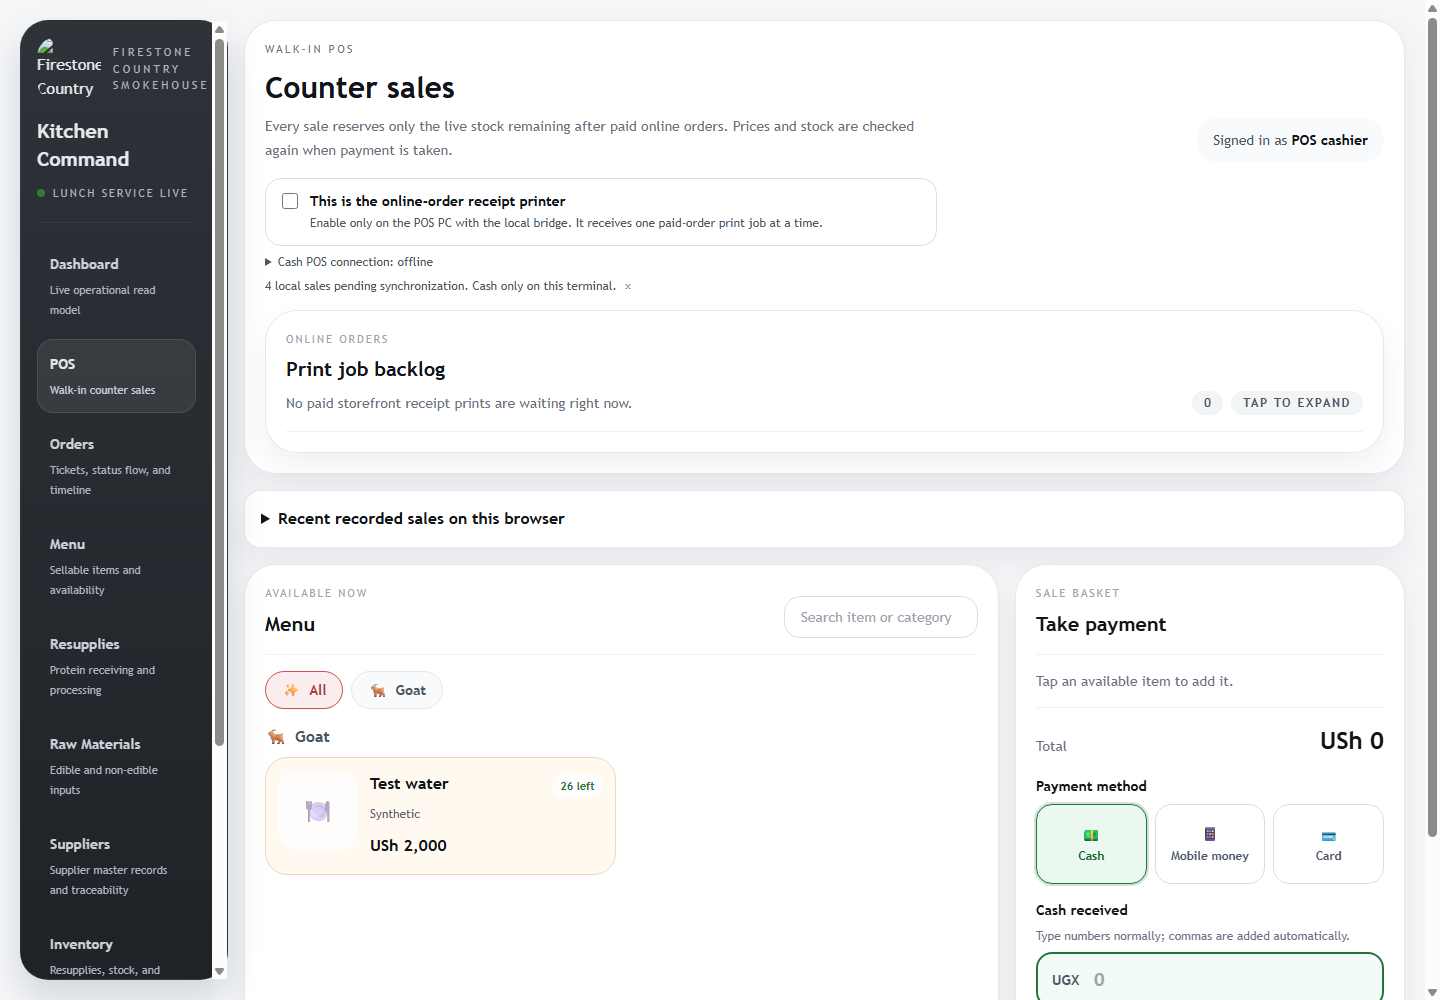 Firestone
Country
FIRESTONE
COUNTRY
SMOKEHOUSE
Kitchen
Command
LUNCH SERVICE LIVE
Dashboard
Live operational read
model
POS
Walk-in counter sales
Orders
Tickets, status flow, and
timeline
Menu
Sellable items and
availability
Resupplies
Protein receiving and
processing
Raw Materials
Edible and non-edible
inputs
Suppliers
Supplier master records
and traceability
Inventory
Resupplies, stock, and
WALK-IN POS
Counter sales
Every sale reserves only the live stock remaining after paid online orders. Prices and stock are checked
again when payment is taken.
Signed in as POS cashier
This is the online-order receipt printer
Enable only on the POS PC with the local bridge. It receives one paid-order print job at a time.
Cash POS connection: offline
4 local sales pending synchronization. Cash only on this terminal. ×
ONLINE ORDERS
Print job backlog
No paid storefront receipt prints are waiting right now.
0 TAP TO EXPAND
Recent recorded sales on this browser
AVAILABLE NOW
Menu
Search item or category
All
Goat
Goat
Test water
26 left
Synthetic
USh 2,000
SALE BASKET
Take payment
Tap an available item to add it.
Total USh 0
Payment method
Cash
Mobile money
Card
Cash received
Type numbers normally; commas are added automatically.
UGX 0